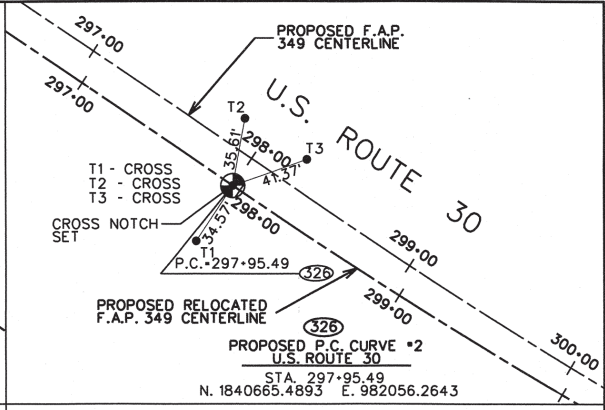 PROPOSED F.A.P.
349 CENTERLINE
297+00
297+00
U.S. ROUTE 30
T2
35.61'
298+00
T3
41.37'
T1 - CROSS
T2 - CROSS
T3 - CROSS
CROSS NOTCH
SET
298+00
34.57'
T1
P.C.=297+95.49
326
299+00
299+00
PROPOSED RELOCATED
F.A.P. 349 CENTERLINE
300+00
326
PROPOSED P.C. CURVE #2
U.S. ROUTE 30
STA. 297+95.49
N. 1840665.4893 E. 982056.2643